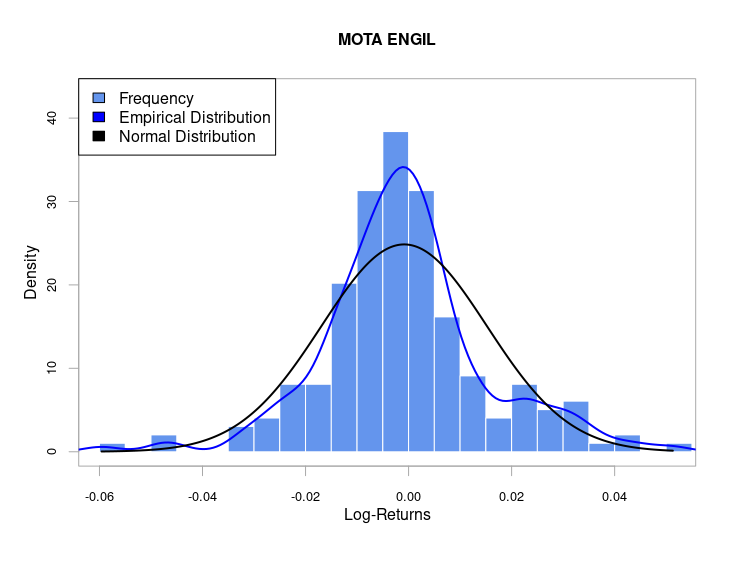 MOTA ENGIL
Frequency
Empirical Distribution
Normal Distribution
Density
40
30
20
10
0
-0.06 -0.04 -0.02 0.00 0.02 0.04
Log-Returns